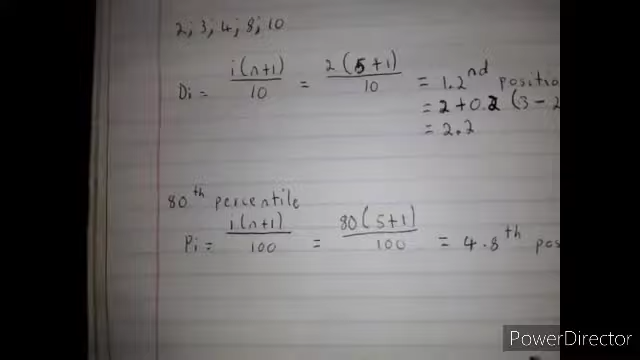 2; 3; 4; 8; 10
Di = i(n+1)/10 = 2(5+1)/10 = 1.2nd positio
= 2 + 0.2 (3 - 2
= 2.2
80th percentile
Pi = i(n+1)/100 = 80(5+1)/100 = 4.8th pos
PowerDirector